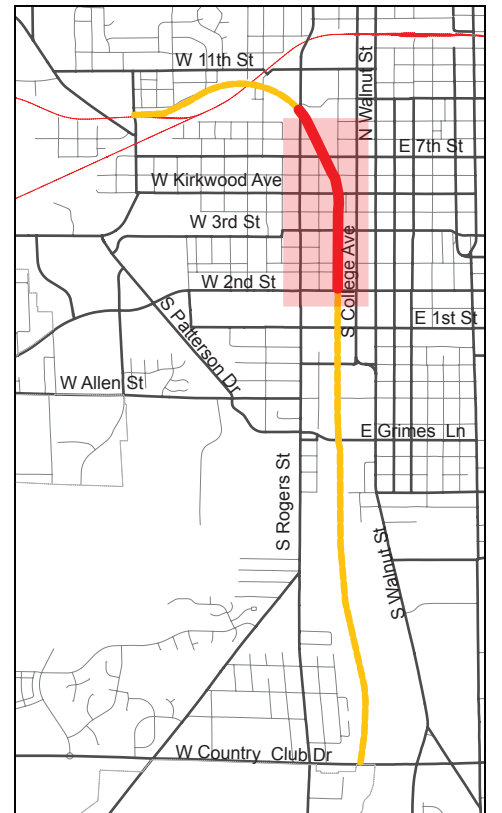 W 11th St
N Walnut St
E 7th St
W Kirkwood Ave
W 3rd St
S College Ave
W 2nd St
E 1st St
S Patterson Dr
W Allen St
E Grimes Ln
S Rogers St
S Walnut St
W Country Club Dr